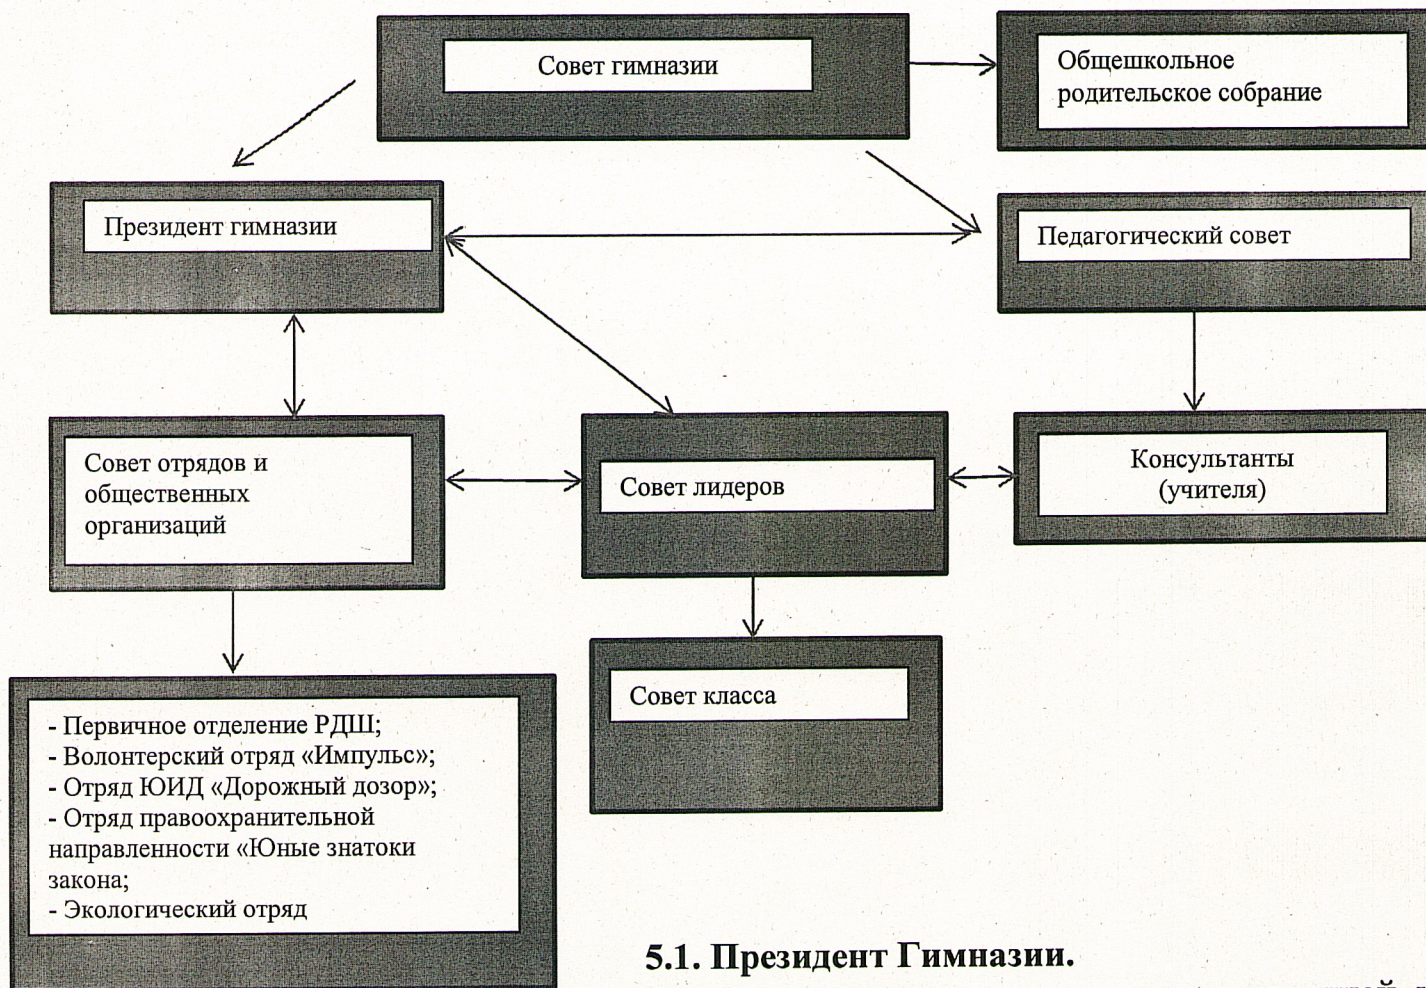 Совет гимназии
Общешкольное
родительское собрание
Президент гимназии
Педагогический совет
Совет отрядов и
общественных
организаций
Совет лидеров
Консультанты
(учителя)
Совет класса
- Первичное отделение РДШ;
- Волонтерский отряд «Импульс»;
- Отряд ЮИД «Дорожный дозор»;
- Отряд правоохранительной
направленности «Юные знатоки
закона;
- Экологический отряд
5.1. Президент Гимназии.